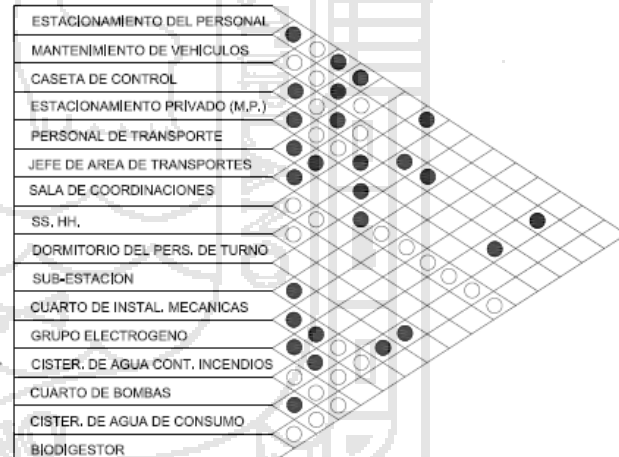 ESTACIONAMIENTO DEL PERSONAL
MANTENIMIENTO DE VEHICULOS
CASETA DE CONTROL
ESTACIONAMIENTO PRIVADO (M.P.)
PERSONAL DE TRANSPORTE
JEFE DE AREA DE TRANSPORTES
SALA DE COORDINACIONES
SS. HH.
DORMITORIO DEL PERS. DE TURNO
SUB-ESTACION
CUARTO DE INSTAL. MECANICAS
GRUPO ELECTROGENO
CISTER. DE AGUA CONT. INCENDIOS
CUARTO DE BOMBAS
CISTER. DE AGUA DE CONSUMO
BIODIGESTOR